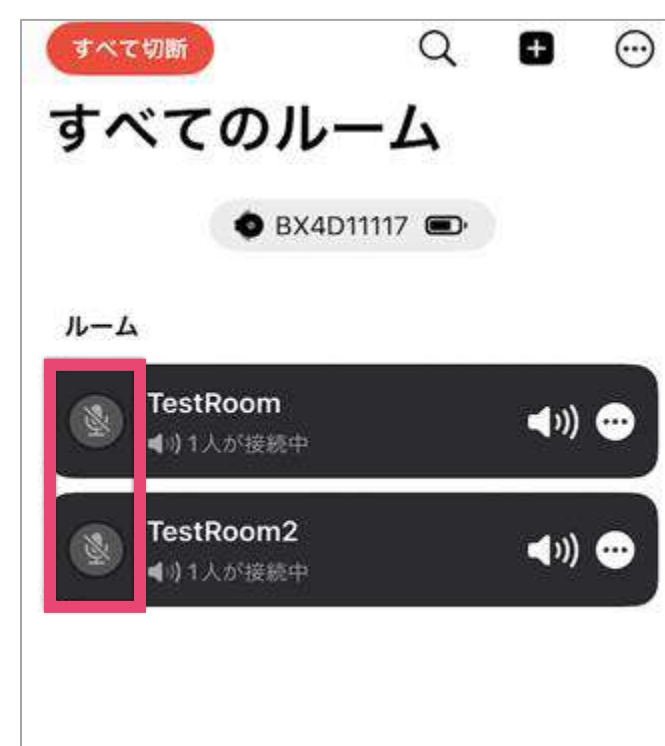 すべて切断
すべてのルーム
BX4D11117
ルーム
TestRoom
1人が接続中
TestRoom2
1人が接続中